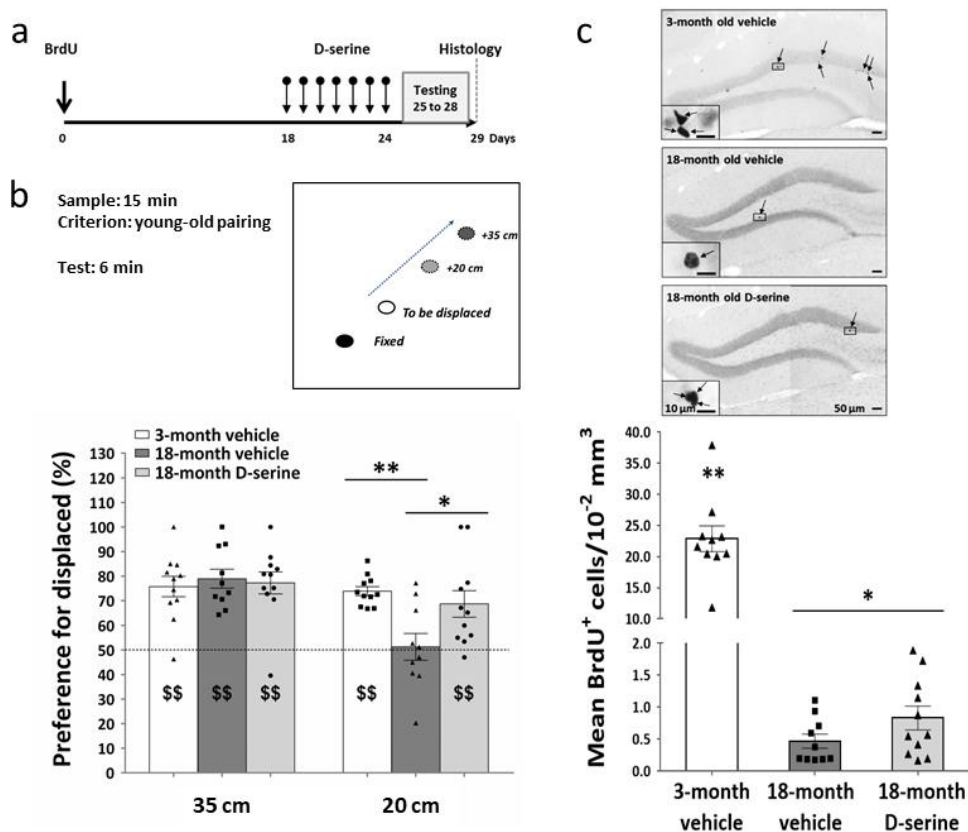 a
BrdU
D-serine
Histology
Testing
25 to 28
0
18
24
29 Days
b
Sample: 15 min
Criterion: young-old pairing
Test: 6 min
+35 cm
+20 cm
To be displaced
Fixed
Preference for displaced (%)
130
120
110
100
90
80
70
60
50
40
30
20
10
0
3-month vehicle
18-month vehicle
18-month D-serine
**
*
$$ $$ $$ $$ $$
35 cm
20 cm
c
3-month old vehicle
18-month old vehicle
18-month old D-serine
10 µm
50 µm
Mean BrdU⁺ cells/10⁻² mm³
40.0
35.0
30.0
25.0
20.0
15.0
10.0
2.0
1.5
1.0
0.5
0.0
**
*
3-month
vehicle
18-month
vehicle
18-month
D-serine